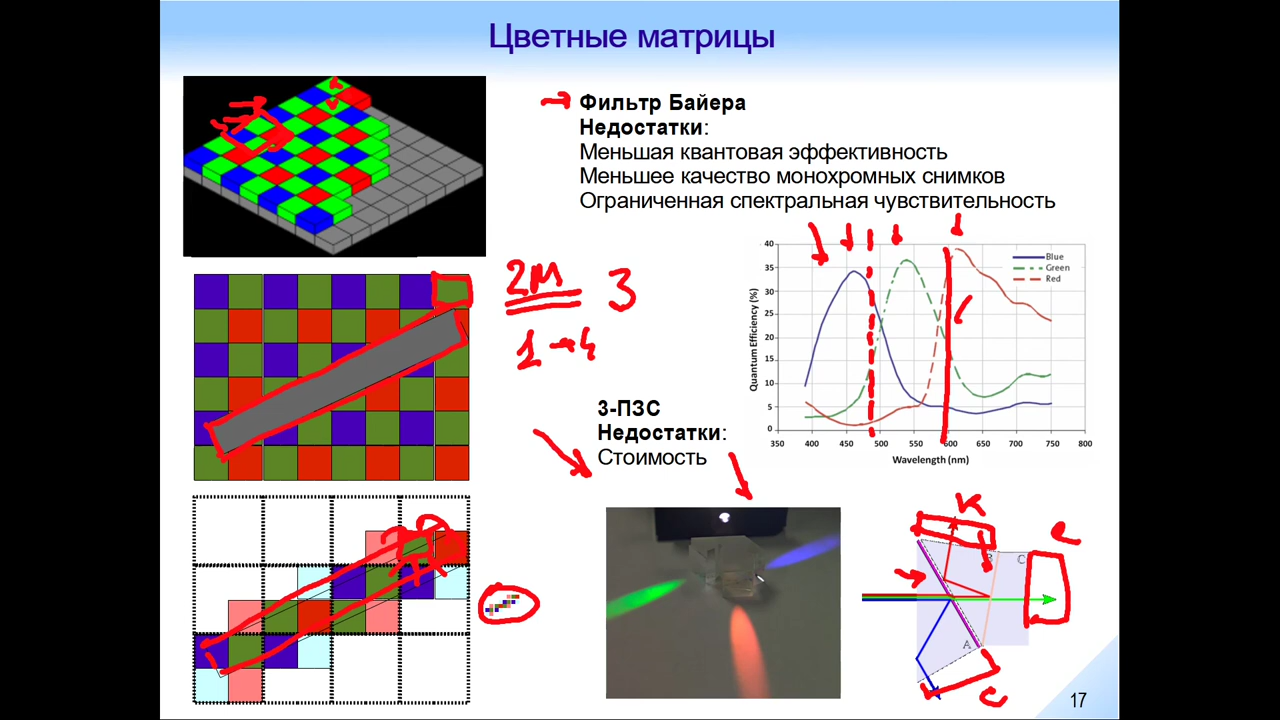 Цветные матрицы
Фильтр Байера
Недостатки:
Меньшая квантовая эффективность
Меньшее качество монохромных снимков
Ограниченная спектральная чувствительность
2М 3
1 → 4
3-ПЗС
Недостатки:
Стоимость
Quantum Efficiency (%)
40
35
30
25
20
15
10
5
0
350 400 450 500 550 600 650 700 750 800
Wavelength (nm)
Blue
Green
Red
К
B
C
A
С
17